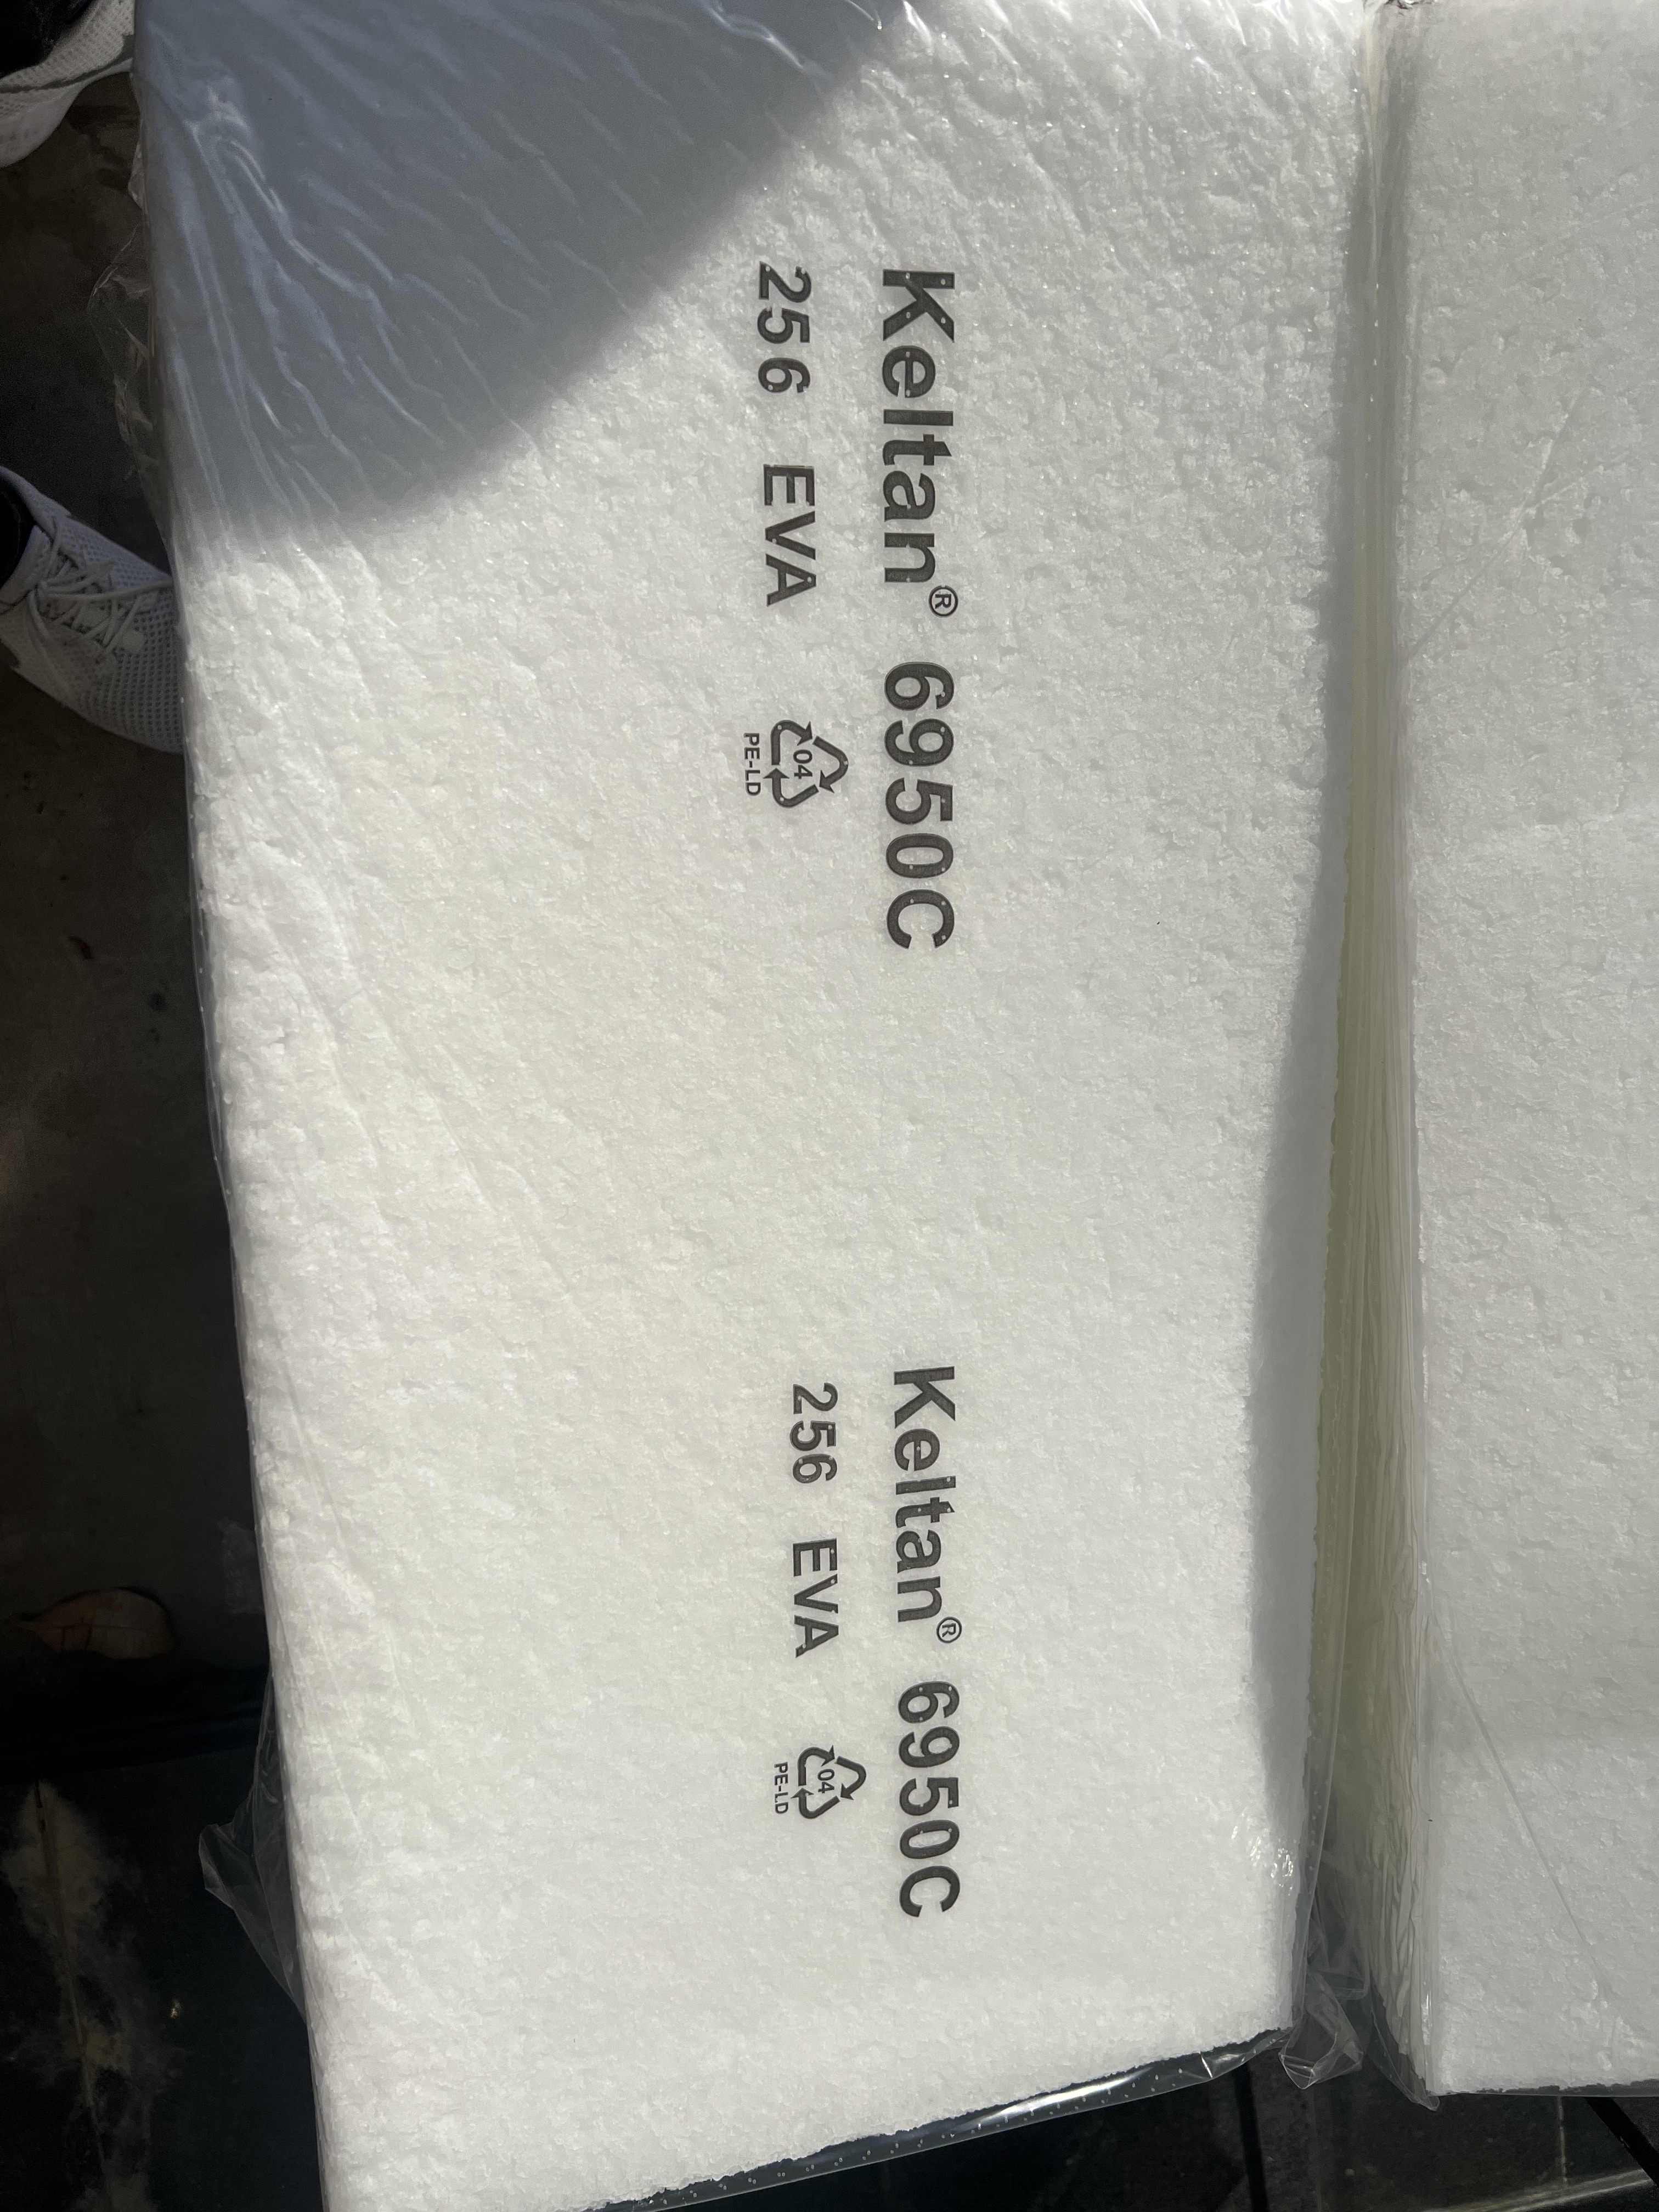 Keltan® 6950C
256 EVA
04
PE-LD
Keltan® 6950C
256 EVA
04
PE-LD